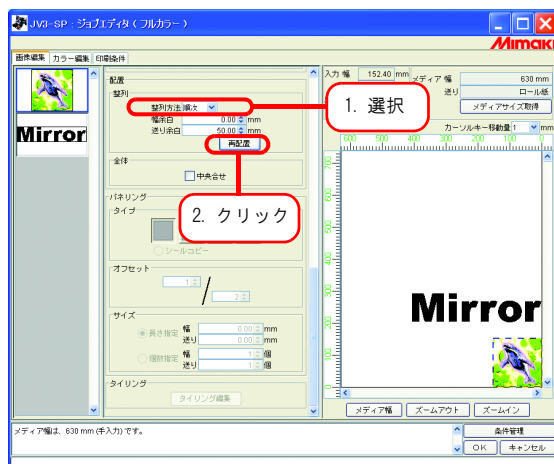 JV3-SP : ジョブエディタ ( フルカラー )
Mimaki
画像編集 カラー編集 印刷条件
Mirror
配置
整列
整列方法 順次
幅余白 0.00 mm
送り余白 50.00 mm
再配置
全体
中央合せ
パネリング
タイプ
シールコピー
オフセット
1 / 2
サイズ
長さ指定 幅 0.00 mm
送り 0.00 mm
個数指定 幅 1 個
送り 1 個
タイリング
タイリング編集
1. 選択
2. クリック
入力 幅 152.40 mm
メディア 幅 630 mm
送り ロール紙
メディアサイズ取得
カーソルキー移動量 1 mm
600 500 400 300 200 100 0
Mirror
メディア幅 ズームアウト ズームイン
メディア幅は、630 mm (手入力) です。
条件管理
OK キャンセル